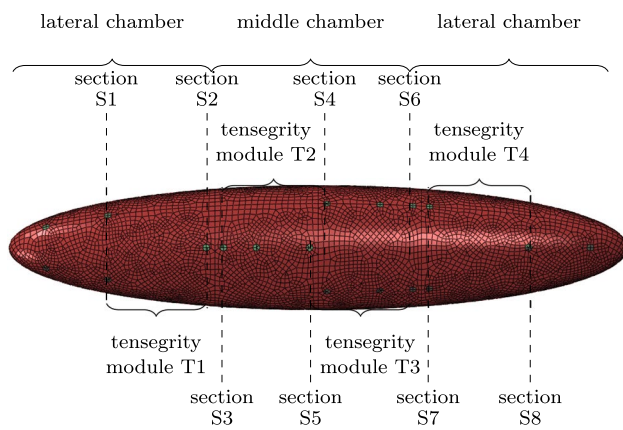 lateral chamber
middle chamber
lateral chamber
section
S1
section
S2
section
S4
section
S6
tensegrity
module T2
tensegrity
module T4
tensegrity
module T1
tensegrity
module T3
section
S3
section
S5
section
S7
section
S8